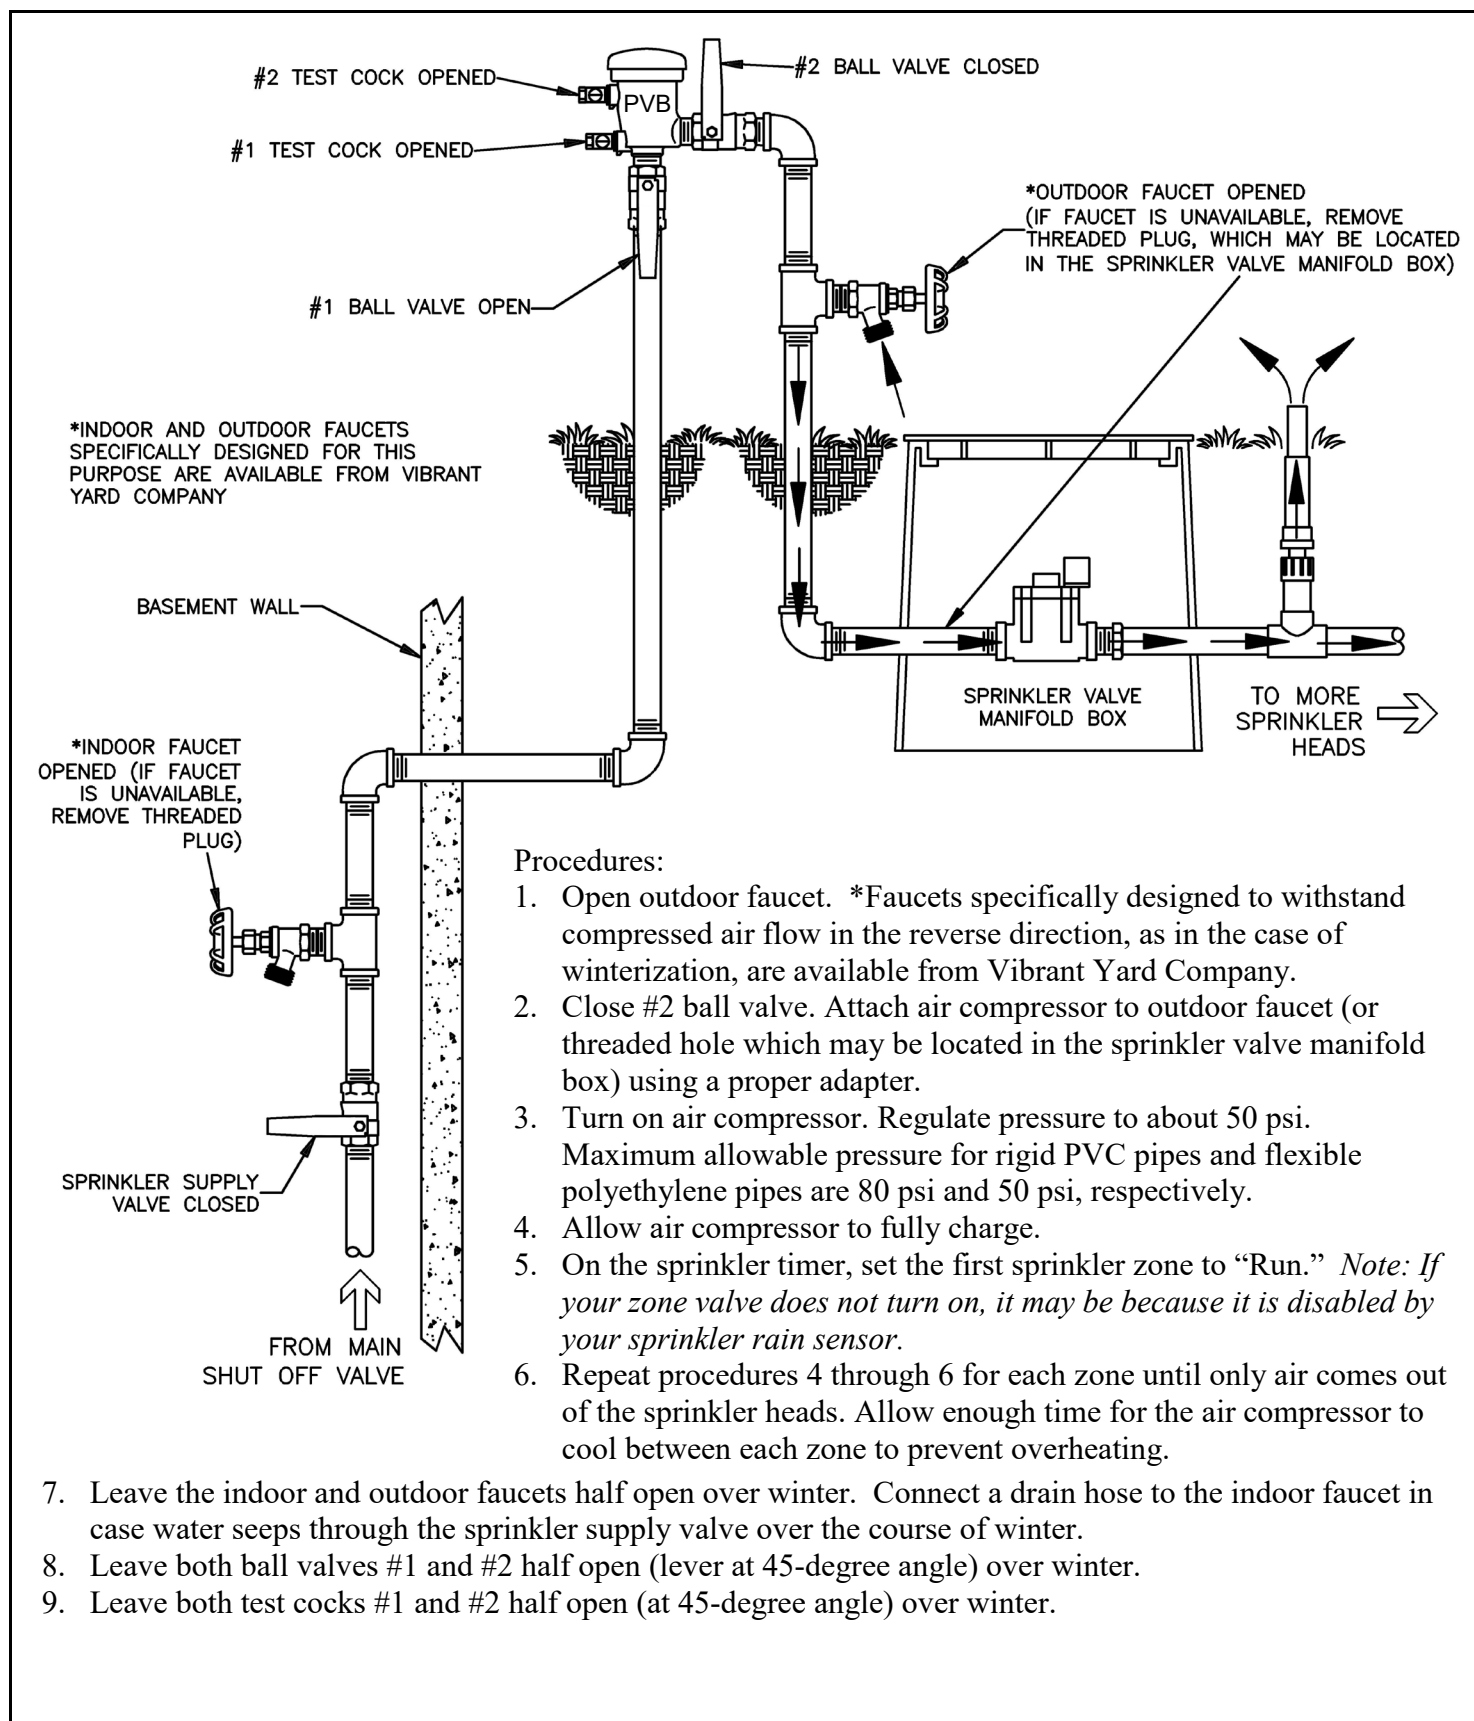 #2 TEST COCK OPENED
PVB
#2 BALL VALVE CLOSED
#1 TEST COCK OPENED
*OUTDOOR FAUCET OPENED
(IF FAUCET IS UNAVAILABLE, REMOVE
THREADED PLUG, WHICH MAY BE LOCATED
IN THE SPRINKLER VALVE MANIFOLD BOX)
#1 BALL VALVE OPEN
*INDOOR AND OUTDOOR FAUCETS
SPECIFICALLY DESIGNED FOR THIS
PURPOSE ARE AVAILABLE FROM VIBRANT
YARD COMPANY
BASEMENT WALL
SPRINKLER VALVE
MANIFOLD BOX
TO MORE
SPRINKLER
HEADS
*INDOOR FAUCET
OPENED (IF FAUCET
IS UNAVAILABLE,
REMOVE THREADED
PLUG)
SPRINKLER SUPPLY
VALVE CLOSED
FROM MAIN
SHUT OFF VALVE
Procedures:
1. Open outdoor faucet. *Faucets specifically designed to withstand
compressed air flow in the reverse direction, as in the case of
winterization, are available from Vibrant Yard Company.
2. Close #2 ball valve. Attach air compressor to outdoor faucet (or
threaded hole which may be located in the sprinkler valve manifold
box) using a proper adapter.
3. Turn on air compressor. Regulate pressure to about 50 psi.
Maximum allowable pressure for rigid PVC pipes and flexible
polyethylene pipes are 80 psi and 50 psi, respectively.
4. Allow air compressor to fully charge.
5. On the sprinkler timer, set the first sprinkler zone to “Run.” Note: If
your zone valve does not turn on, it may be because it is disabled by
your sprinkler rain sensor.
6. Repeat procedures 4 through 6 for each zone until only air comes out
of the sprinkler heads. Allow enough time for the air compressor to
cool between each zone to prevent overheating.
7. Leave the indoor and outdoor faucets half open over winter. Connect a drain hose to the indoor faucet in
case water seeps through the sprinkler supply valve over the course of winter.
8. Leave both ball valves #1 and #2 half open (lever at 45-degree angle) over winter.
9. Leave both test cocks #1 and #2 half open (at 45-degree angle) over winter.